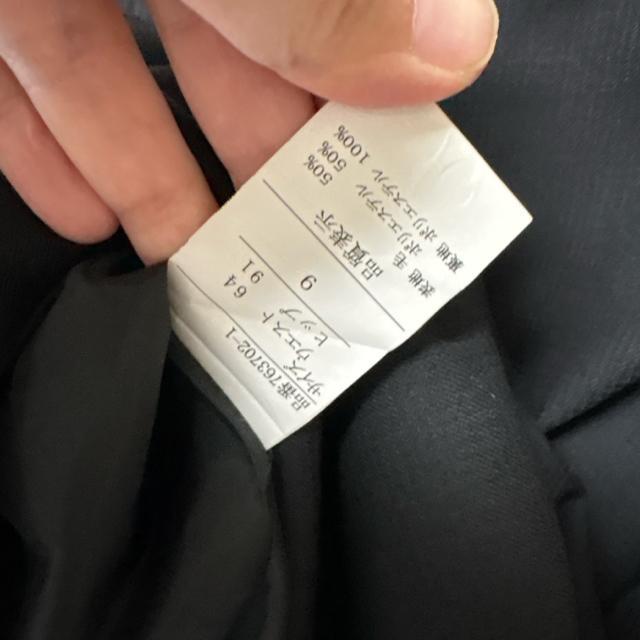 品番763702-1
サイズ ウエスト 64
ヒップ 91
9
品質表示
表地 毛 50%
ポリエステル 50%
裏地 ポリエステル 100%